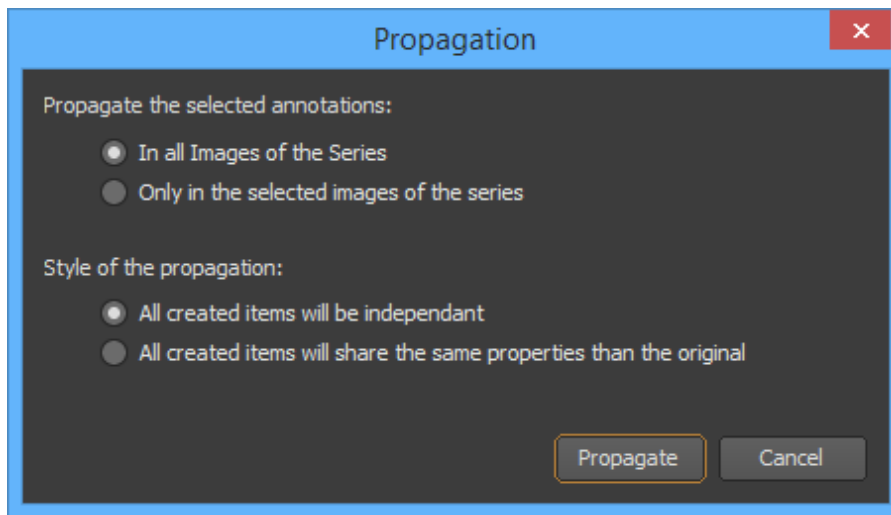 Propagation
Propagate the selected annotations:
In all Images of the Series
Only in the selected images of the series
Style of the propagation:
All created items will be independant
All created items will share the same properties than the original
Propagate
Cancel